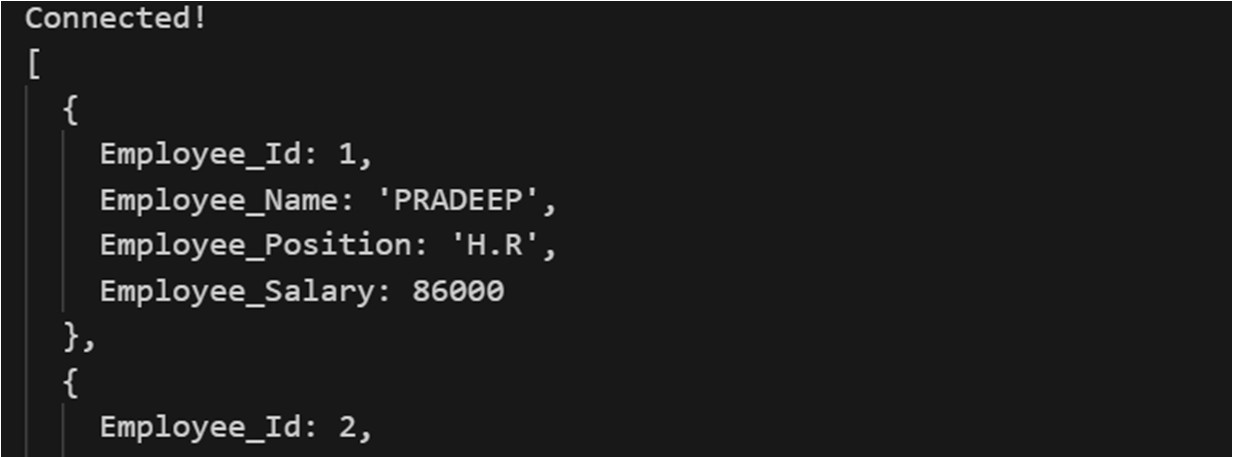 Connected!
[
{
Employee_Id: 1,
Employee_Name: 'PRADEEP',
Employee_Position: 'H.R',
Employee_Salary: 86000
},
{
Employee_Id: 2,